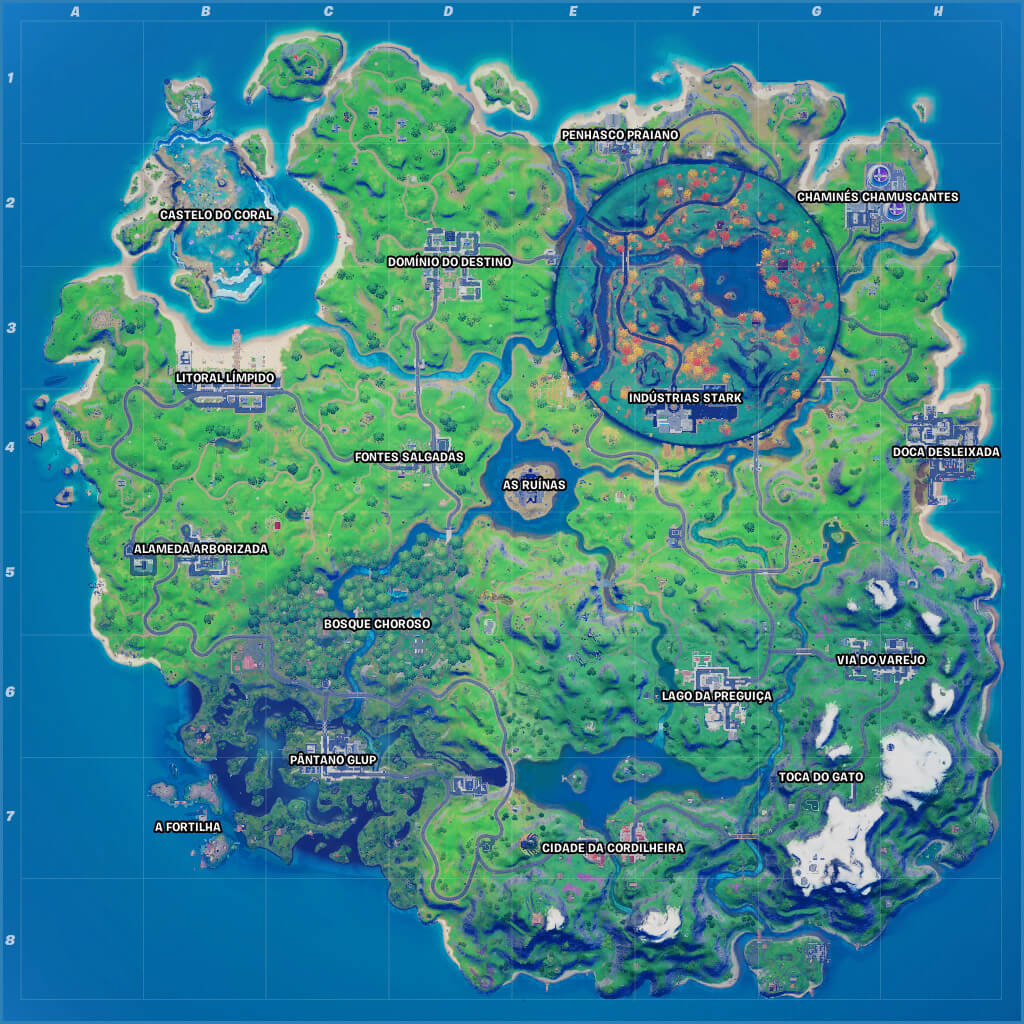 A B C D E F G H
1
PENHASCO PRAIANO
2
CHAMINÉS CHAMUSCANTES
CASTELO DO CORAL
DOMÍNIO DO DESTINO
3
LITORAL LÍMPIDO
INDÚSTRIAS STARK
4
DOCA DESLEIXADA
FONTES SALGADAS
AS RUÍNAS
ALAMEDA ARBORIZADA
5
BOSQUE CHOROSO
VIA DO VAREJO
6
LAGO DA PREGUIÇA
PÂNTANO GLUP
TOCA DO GATO
7
A FORTILHA
CIDADE DA CORDILHEIRA
8